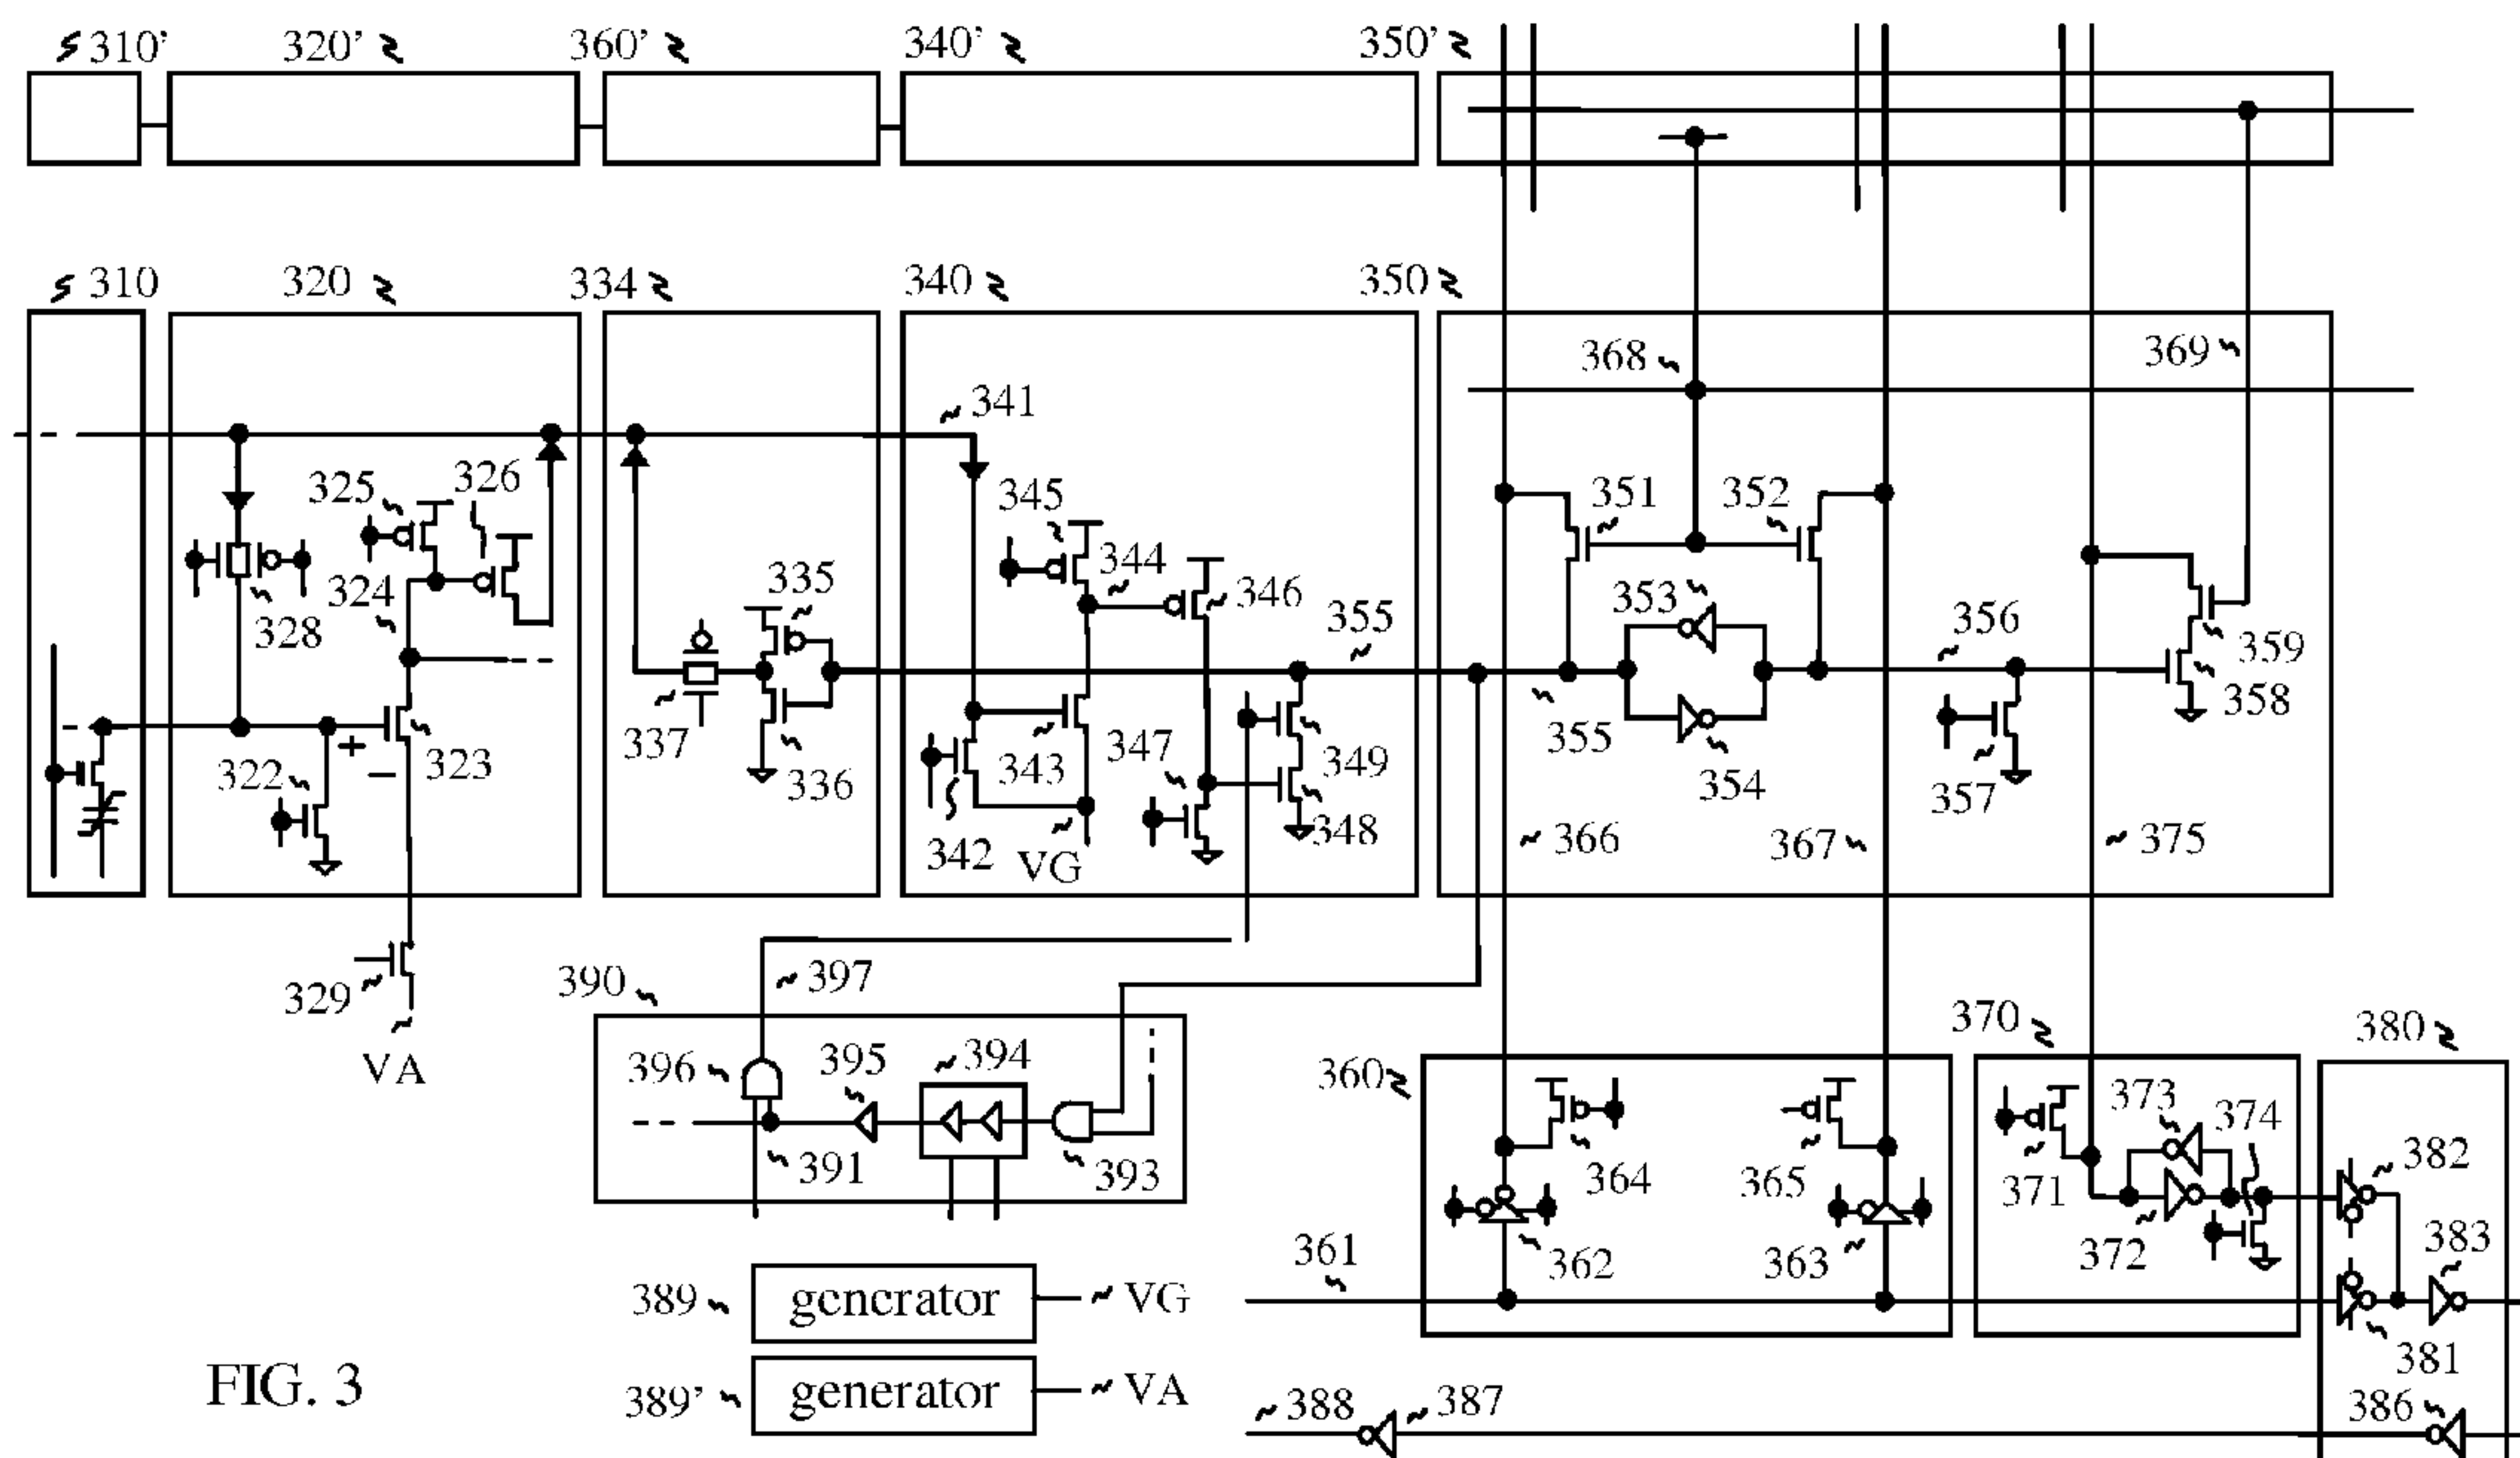 310' 320' 360' 340' 350'
310 320 334 340 350
341
368 369
325 326 345 344 351 352
324 335 346 353 356
328 355 359
358
337 343 347 349 355 357
322 + − 323 336 354
342 VG 348 366 367 375
329 390 397
VA
370 380
396 395 394 360 373 374 382
391 393 364 365 371
361 362 363 372 383
389 generator VG
381
389' generator VA
388 387 386
FIG. 3